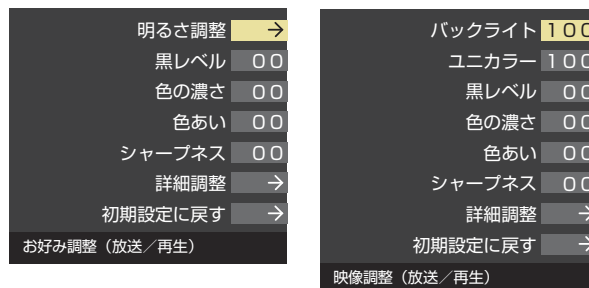 明るさ調整 →
黒レベル 00
色の濃さ 00
色あい 00
シャープネス 00
詳細調整 →
初期設定に戻す →
お好み調整（放送／再生）
バックライト 100
ユニカラー 100
黒レベル 00
色の濃さ 00
色あい 00
シャープネス 00
詳細調整 →
初期設定に戻す →
映像調整（放送／再生）